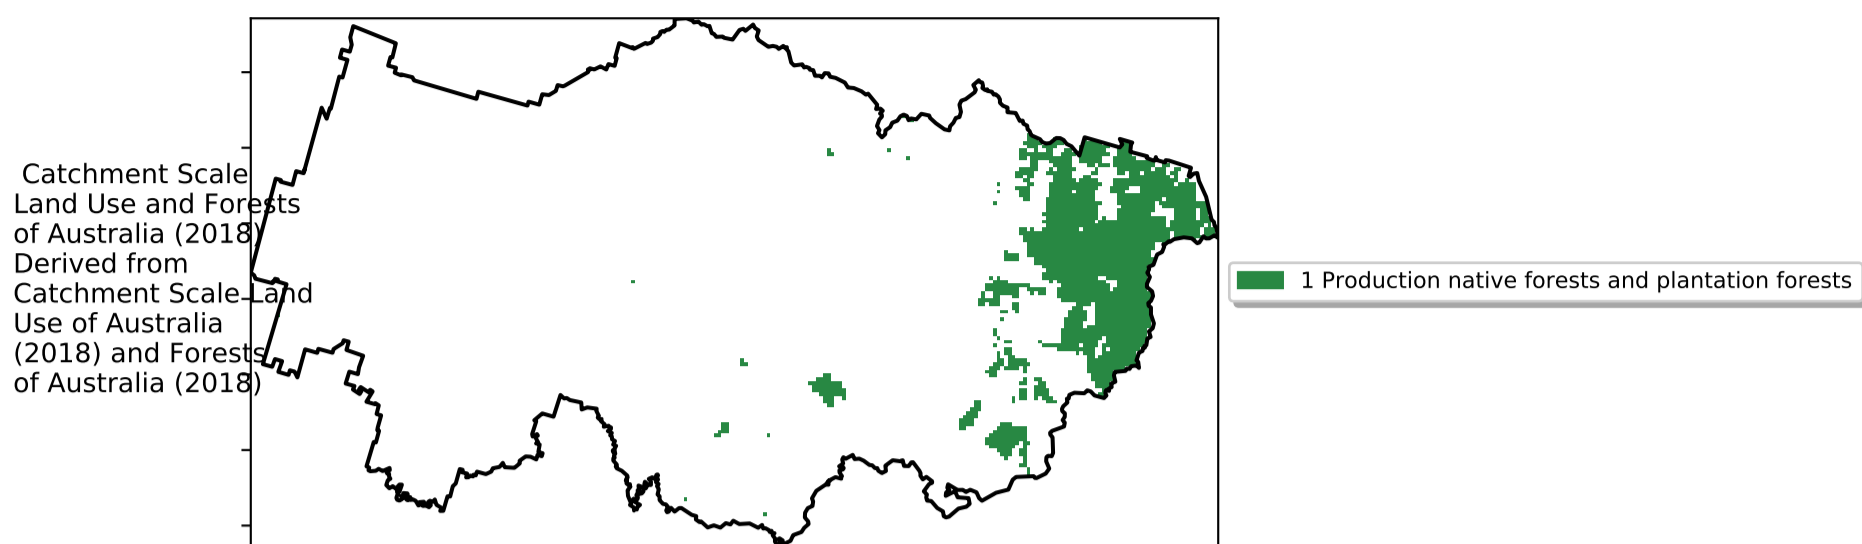 Catchment Scale
Land Use and Forests
of Australia (2018)
Derived from
Catchment Scale Land
Use of Australia
(2018) and Forests
of Australia (2018)
1 Production native forests and plantation forests